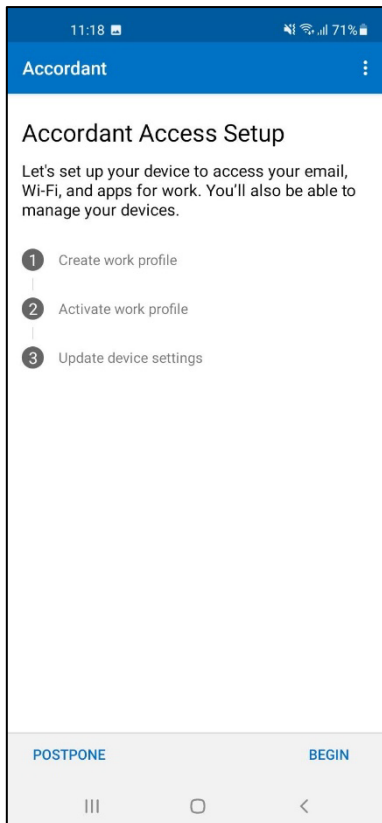 11:18 71%
Accordant
Accordant Access Setup
Let's set up your device to access your email,
Wi-Fi, and apps for work. You'll also be able to
manage your devices.
1 Create work profile
2 Activate work profile
3 Update device settings
POSTPONE BEGIN